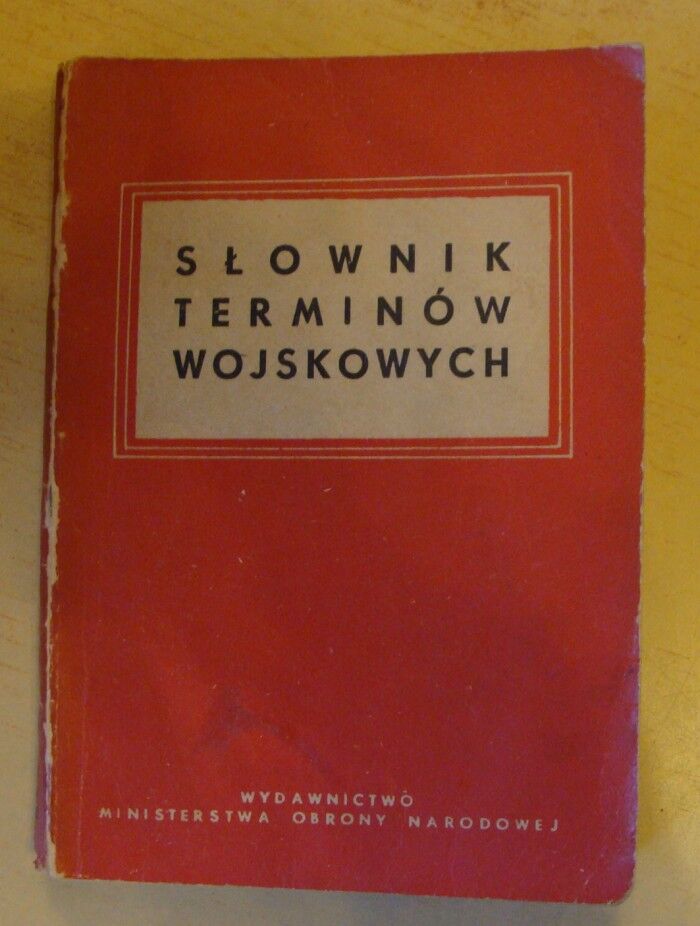 SŁOWNIK
TERMINÓW
WOJSKOWYCH
WYDAWNICTWO
MINISTERSTWA OBRONY NARODOWEJ